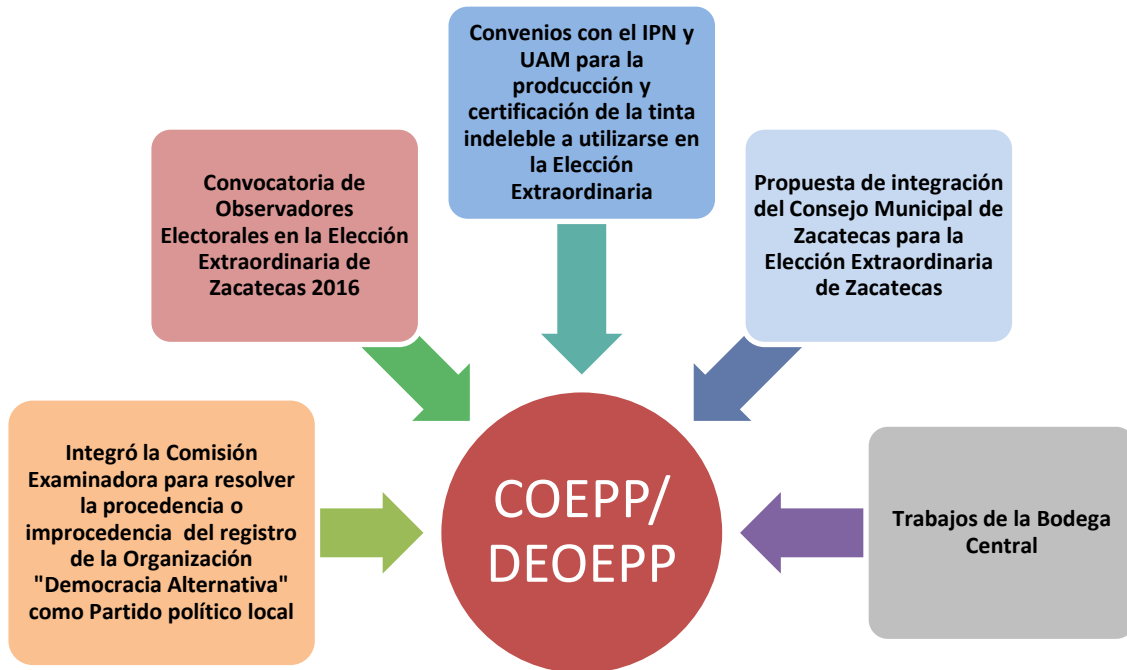 Integró la Comisión
Examinadora para resolver
la procedencia o
improcedencia del registro
de la Organización
"Democracia Alternativa"
como Partido político local
Convocatoria de
Observadores
Electorales en la Elección
Extraordinaria de
Zacatecas 2016
Convenios con el IPN y
UAM para la
prodcucción y
certificación de la tinta
indeleble a utilizarse en
la Elección
Extraordinaria
Propuesta de integración
del Consejo Municipal de
Zacatecas para la
Elección Extraordinaria
de Zacatecas
Trabajos de la Bodega
Central
COEPP/
DEOEPP